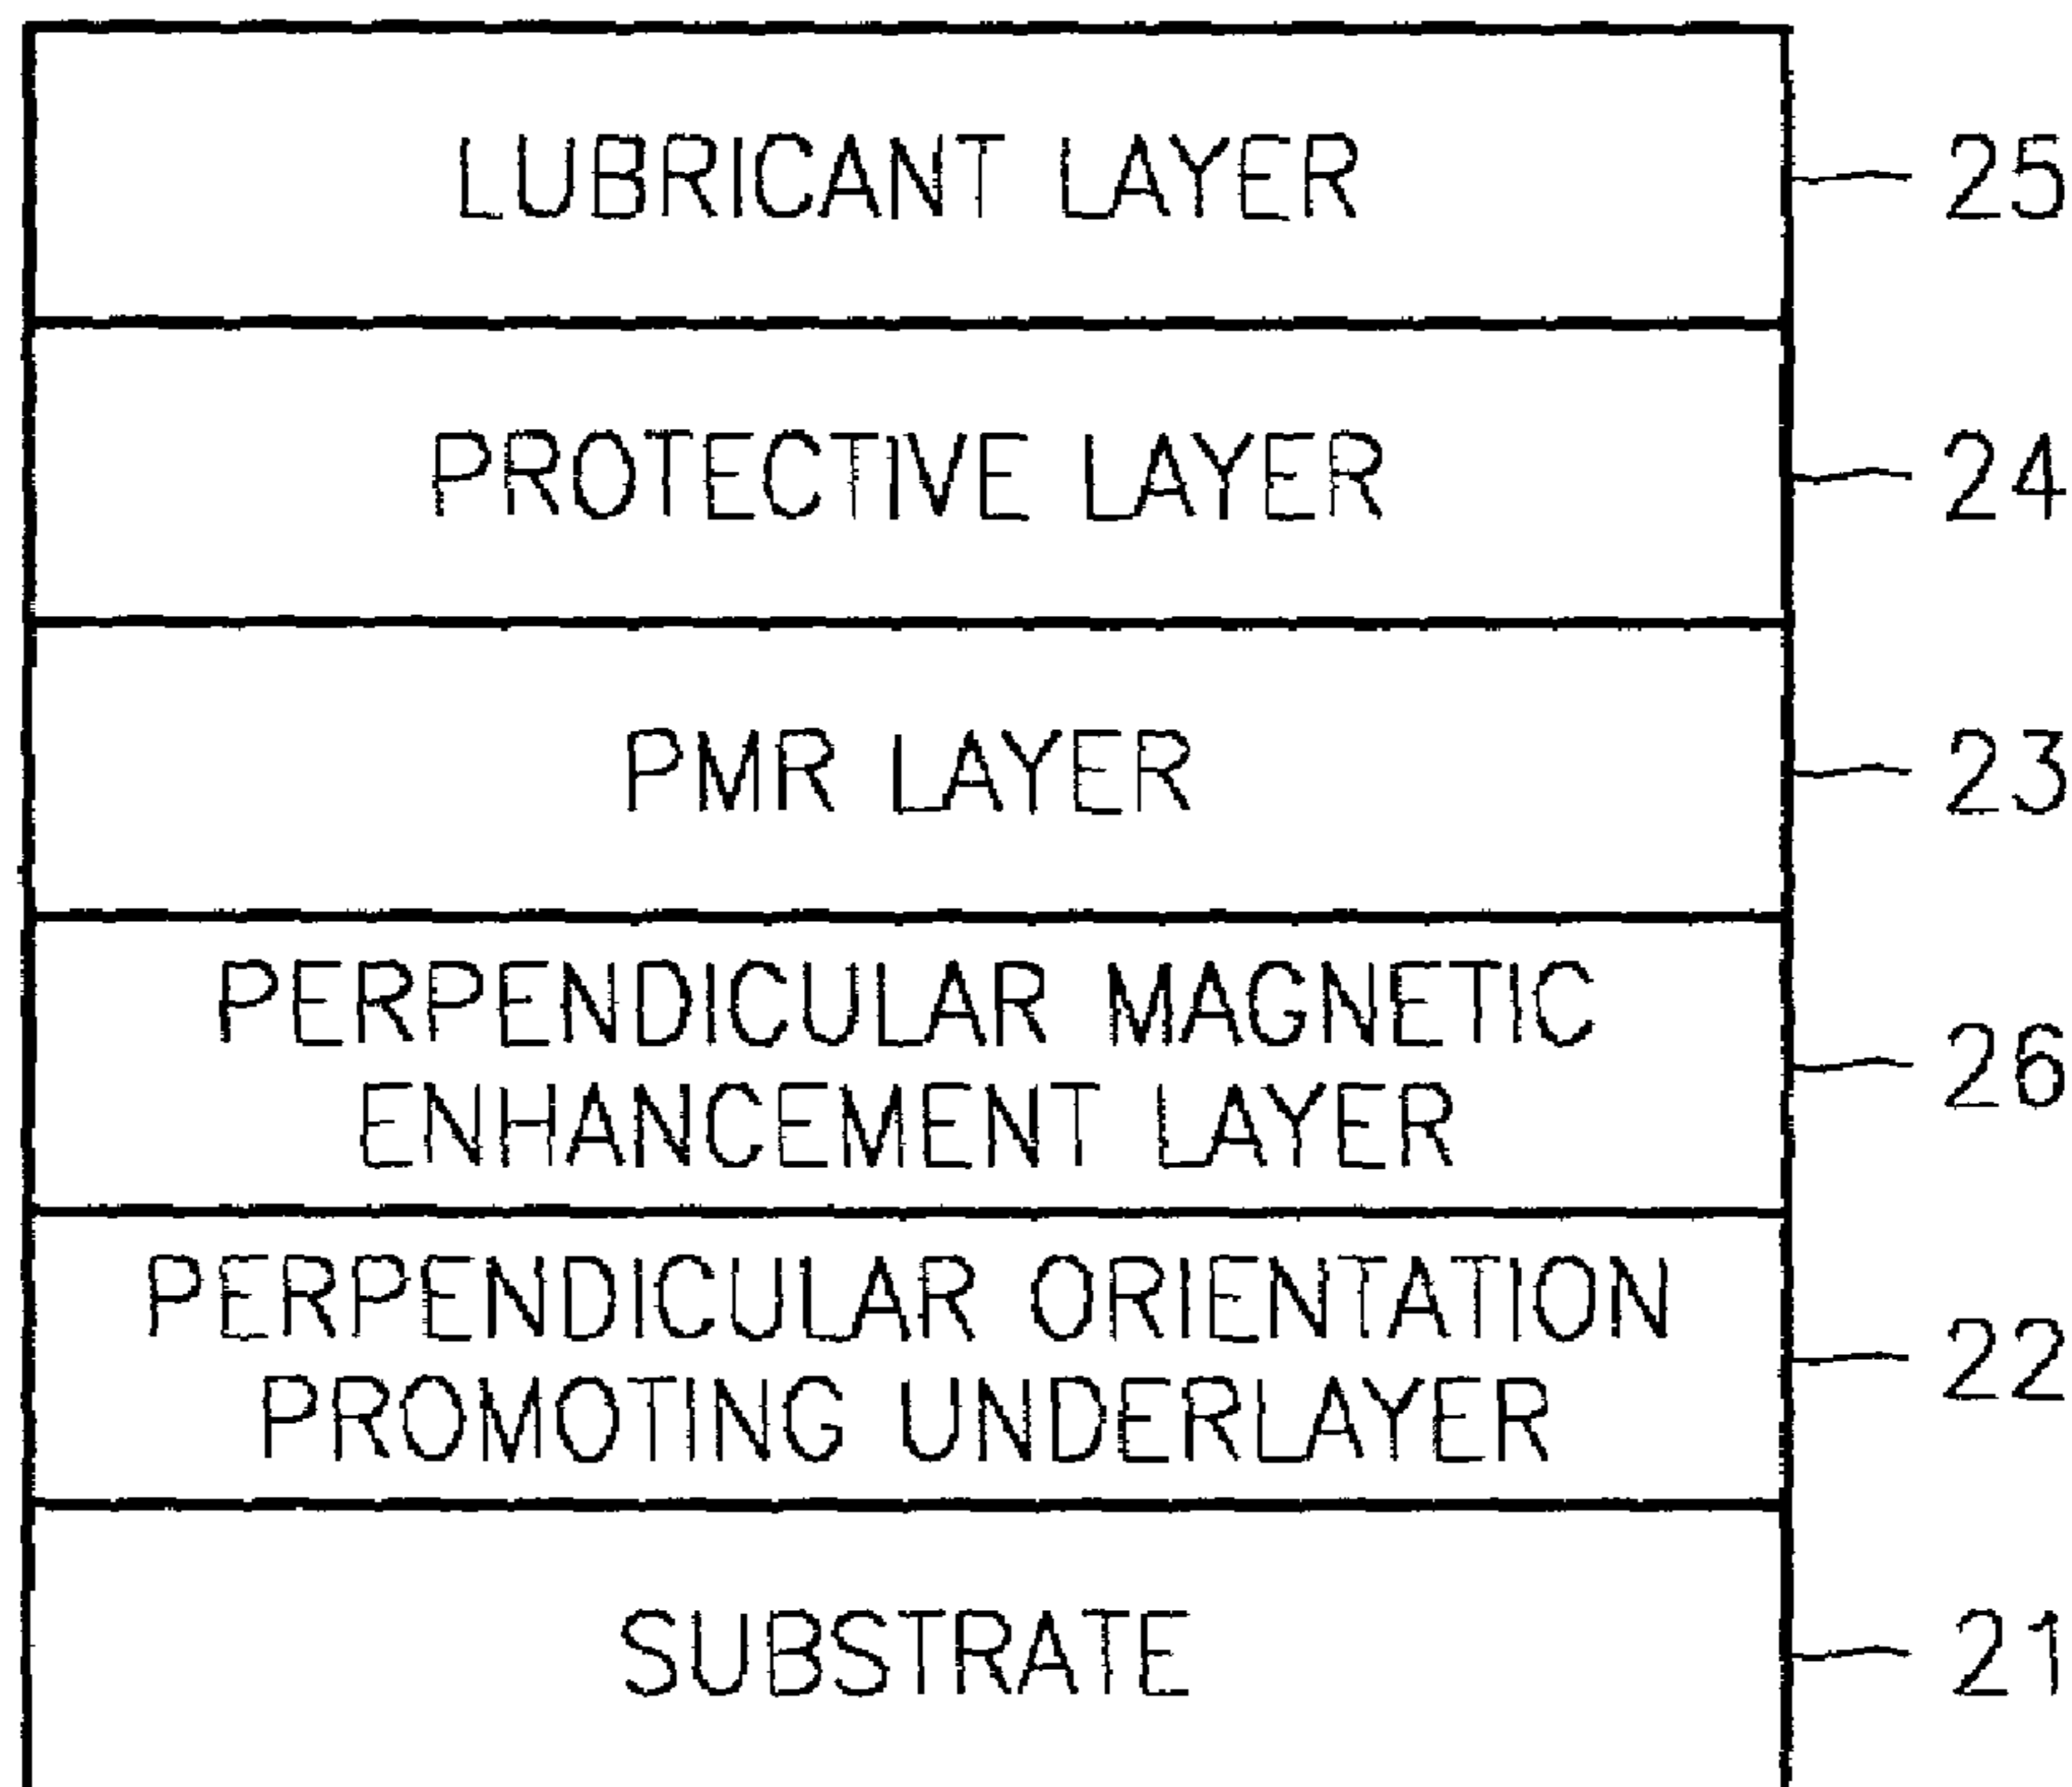 LUBRICANT LAYER 25
PROTECTIVE LAYER 24
PMR LAYER 23
PERPENDICULAR MAGNETIC
ENHANCEMENT LAYER 26
PERPENDICULAR ORIENTATION
PROMOTING UNDERLAYER 22
SUBSTRATE 21